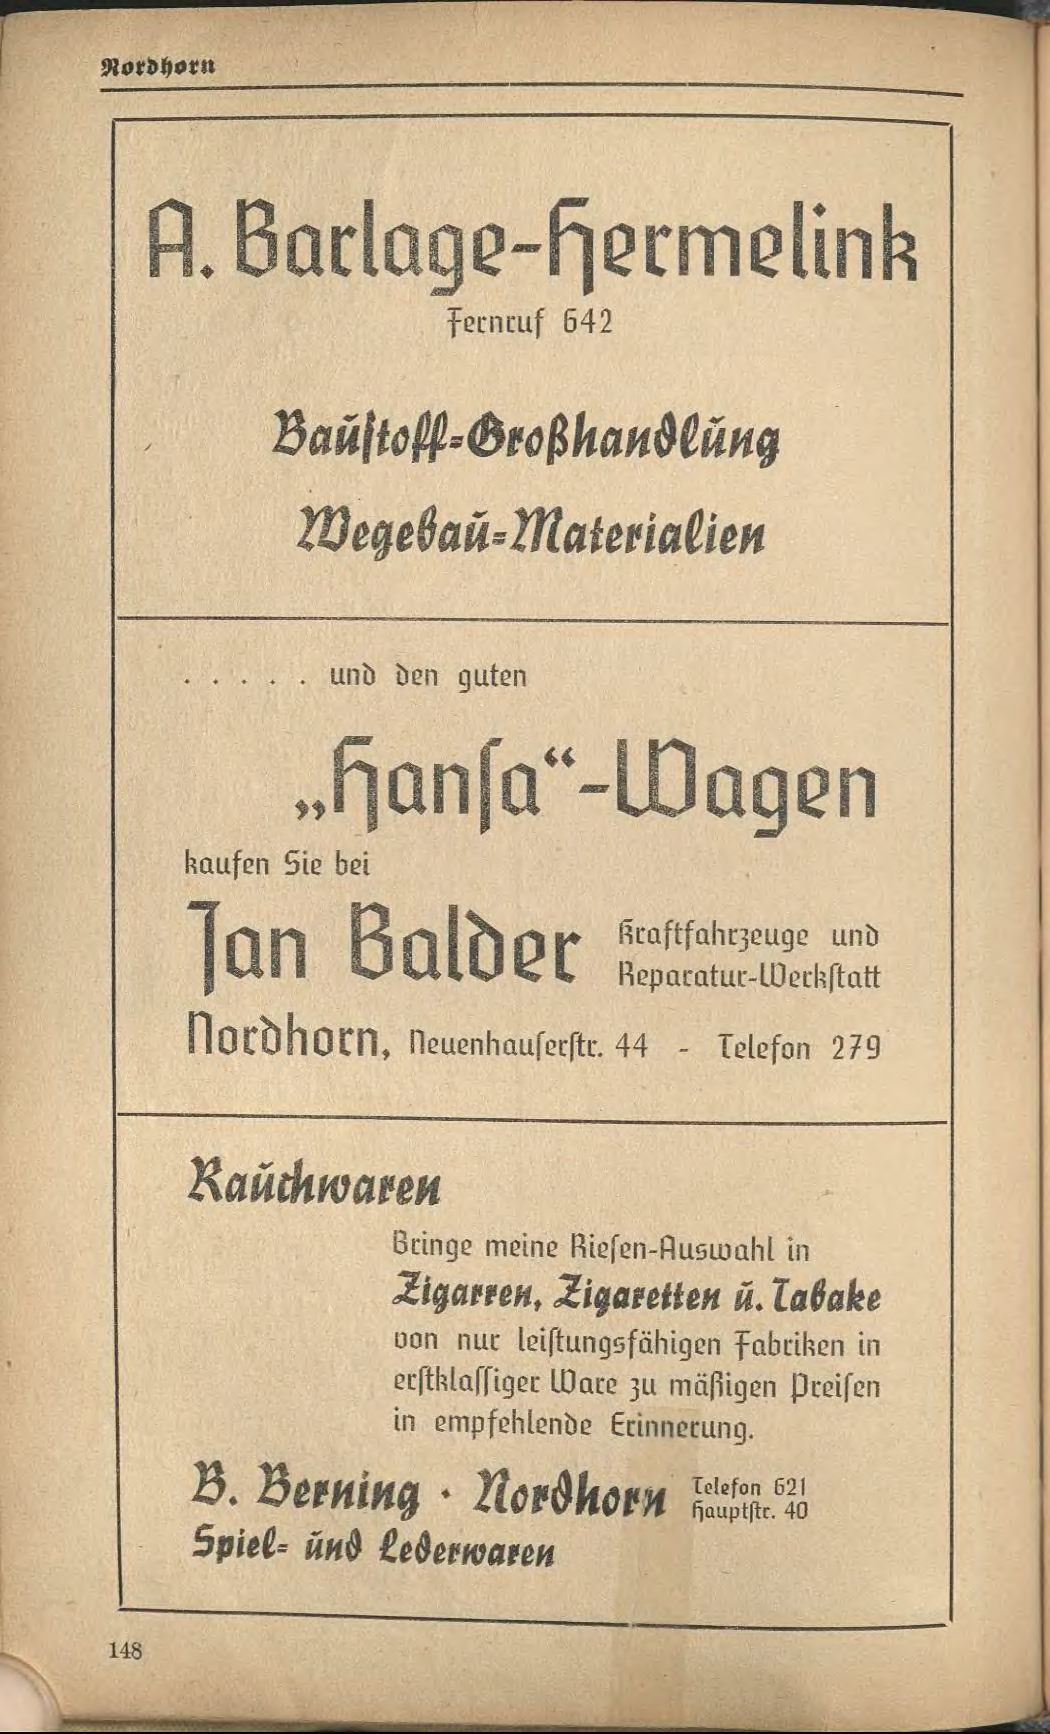 Nordhorn
A. Barlage-Hermelink
Fernruf 642
Bauſtoff-Großhandlung
Wegebau-Materialien
. . . . . und den guten
„Hanſa“-Wagen
kaufen Sie bei
Jan Balder Kraftfahrzeuge und
Reparatur-Werkſtatt
Nordhorn, Neuenhauſerſtr. 44 - Telefon 279
Rauchwaren
Bringe meine Rieſen-Auswahl in
Zigarren, Zigaretten u. Tabake
von nur leiſtungsfähigen Fabriken in
erſtklaſſiger Ware zu mäßigen Preiſen
in empfehlende Erinnerung.
B. Berning · Nordhorn Telefon 621
Hauptſtr. 40
Spiel- und Lederwaren
148